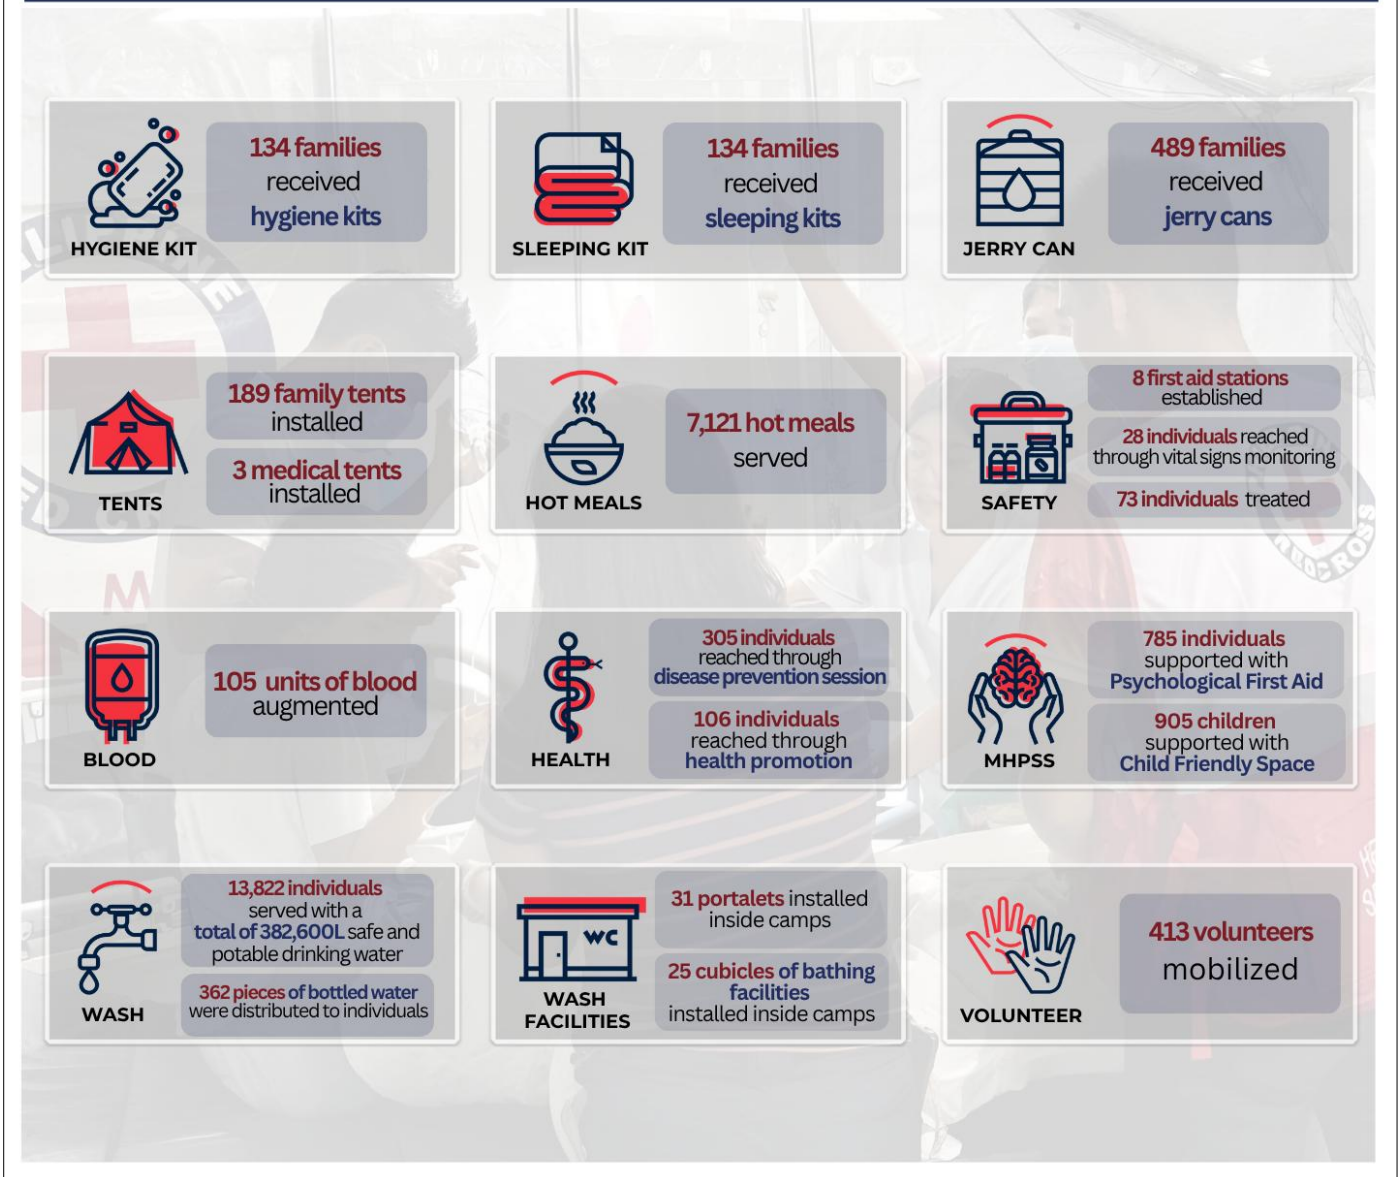 134 families
received
hygiene kits
HYGIENE KIT
134 families
received
sleeping kits
SLEEPING KIT
489 families
received
jerry cans
JERRY CAN
189 family tents
installed
3 medical tents
installed
TENTS
7,121 hot meals
served
HOT MEALS
8 first aid stations
established
28 individuals reached
through vital signs monitoring
73 individuals treated
SAFETY
105 units of blood
augmented
BLOOD
305 individuals
reached through
disease prevention session
106 individuals
reached through
health promotion
HEALTH
785 individuals
supported with
Psychological First Aid
905 children
supported with
Child Friendly Space
MHPSS
13,822 individuals
served with a
total of 382,600L safe and
potable drinking water
362 pieces of bottled water
were distributed to individuals
WASH
31 portalets installed
inside camps
25 cubicles of bathing
facilities
installed inside camps
WC
WASH
FACILITIES
413 volunteers
mobilized
VOLUNTEER